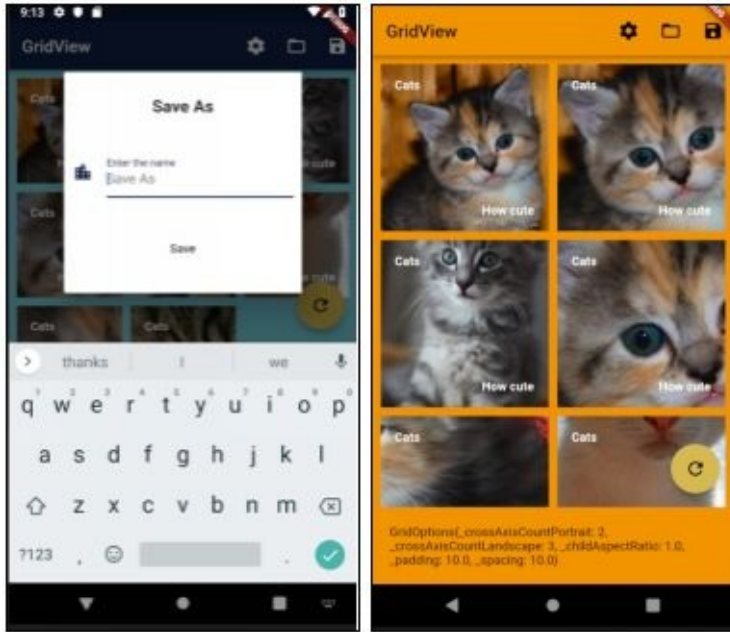 9:13
GridView
Cats
Save As
Enter the name
Save As
Save
Cats
Cats
Cats
thanks
I
we
q w e r t y u i o p
a s d f g h j k l
z x c v b n m
?123 , .
GridView
Cats
How cute
How cute
Cats
Cats
How cute
Cats
Cats
GridOptions(_crossAxisCountPortrait: 2,
_crossAxisCountLandscape: 3, _childAspectRatio: 1.0,
_padding: 10.0, _spacing: 10.0)